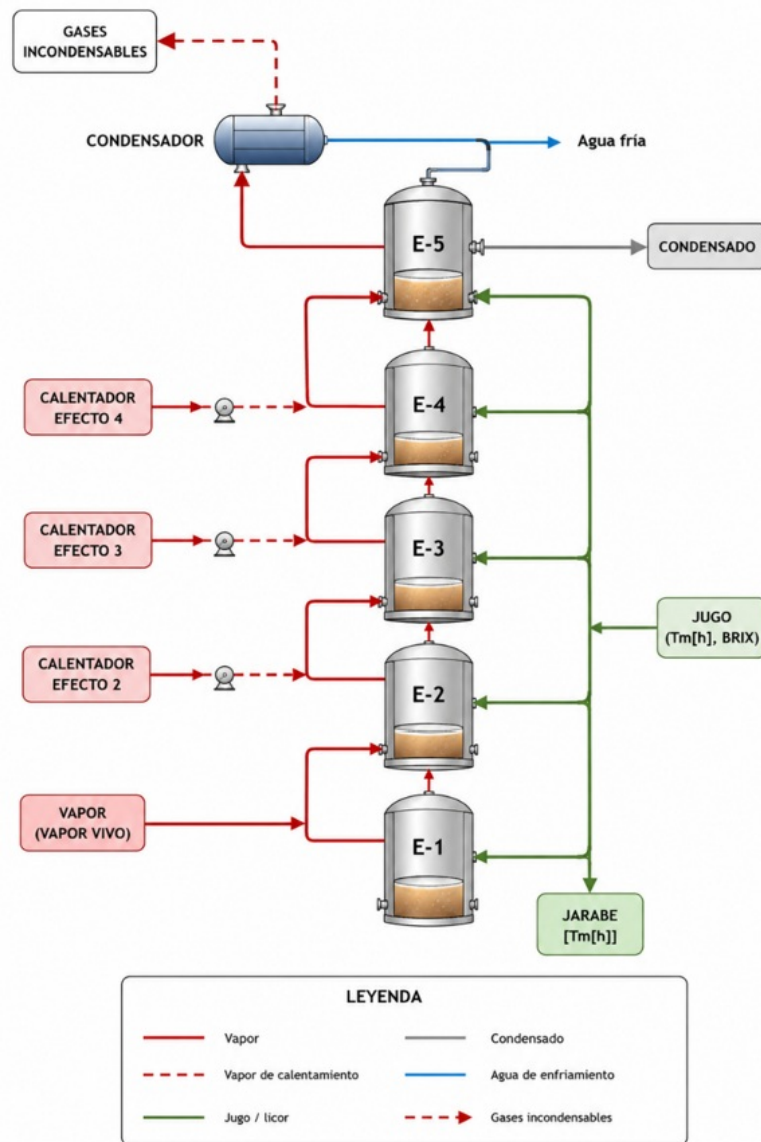 GASES
INCONDENSABLES
CONDENSADOR
Agua fría
E-5
CONDENSADO
CALENTADOR
EFECTO 4
E-4
CALENTADOR
EFECTO 3
E-3
JUGO
(Tm[h], BRIX)
CALENTADOR
EFECTO 2
E-2
VAPOR
(VAPOR VIVO)
E-1
JARABE
[Tm[h]]
LEYENDA
Vapor
Condensado
Vapor de calentamiento
Agua de enfriamiento
Jugo / licor
Gases incondensables